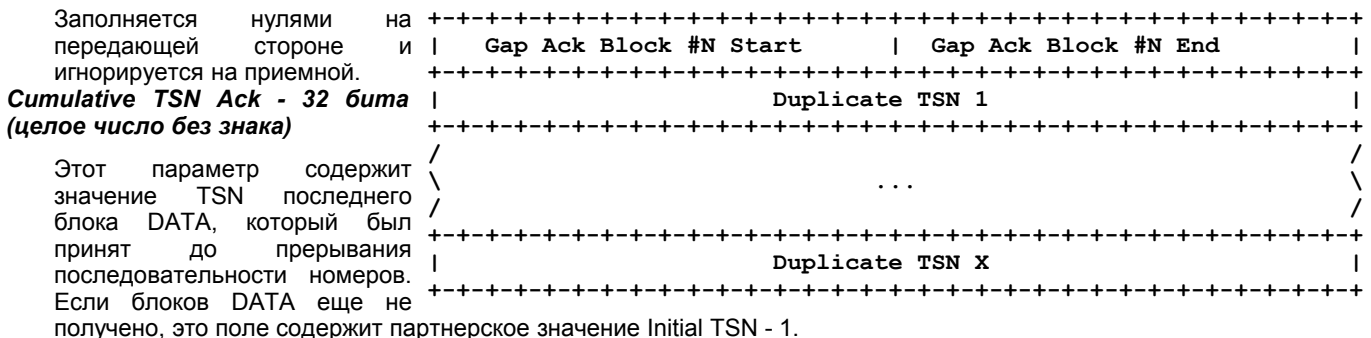 Заполняется нулями на
передающей стороне и
игнорируется на приемной.
Cumulative TSN Ack - 32 бита
(целое число без знака)
Этот параметр содержит
значение TSN последнего
блока DATA, который был
принят до прерывания
последовательности номеров.
Если блоков DATA еще не
получено, это поле содержит партнерское значение Initial TSN - 1.
+-+-+-+-+-+-+-+-+-+-+-+-+-+-+-+-+-+-+-+-+-+-+-+-+-+-+-+-+-+-+-+-+
| Gap Ack Block #N Start | Gap Ack Block #N End |
+-+-+-+-+-+-+-+-+-+-+-+-+-+-+-+-+-+-+-+-+-+-+-+-+-+-+-+-+-+-+-+-+
| Duplicate TSN 1 |
+-+-+-+-+-+-+-+-+-+-+-+-+-+-+-+-+-+-+-+-+-+-+-+-+-+-+-+-+-+-+-+-+
/ /
\ ... \
/ /
+-+-+-+-+-+-+-+-+-+-+-+-+-+-+-+-+-+-+-+-+-+-+-+-+-+-+-+-+-+-+-+-+
| Duplicate TSN X |
+-+-+-+-+-+-+-+-+-+-+-+-+-+-+-+-+-+-+-+-+-+-+-+-+-+-+-+-+-+-+-+-+